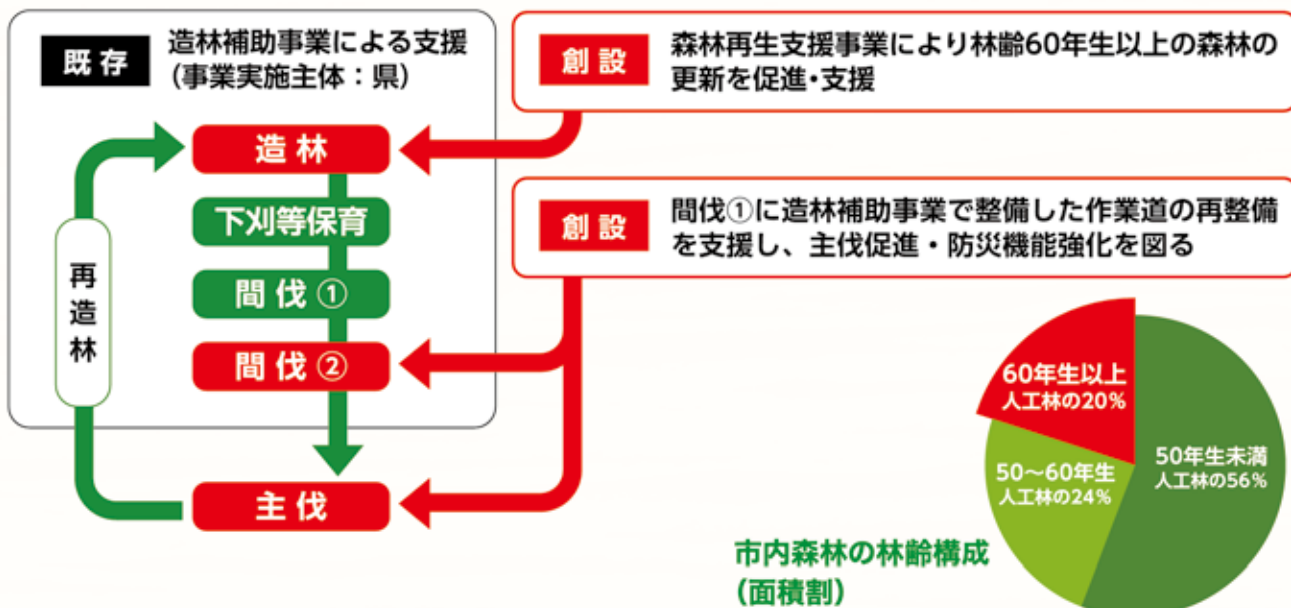 既存
造林補助事業による支援
（事業実施主体：県）
創設
森林再生支援事業により林齢60年生以上の森林の
更新を促進･支援
造林
下刈等保育
間伐①
間伐②
主伐
再造林
創設
間伐①に造林補助事業で整備した作業道の再整備
を支援し、主伐促進・防災機能強化を図る
60年生以上
人工林の20%
50～60年生
人工林の24%
50年生未満
人工林の56%
市内森林の林齢構成
（面積割）